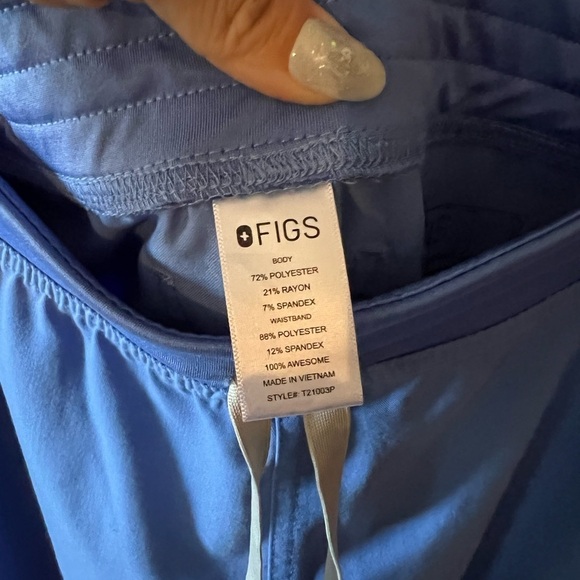 FIGS
BODY
72% POLYESTER
21% RAYON
7% SPANDEX
WAISTBAND
88% POLYESTER
12% SPANDEX
100% AWESOME
MADE IN VIETNAM
STYLE#: T21003P